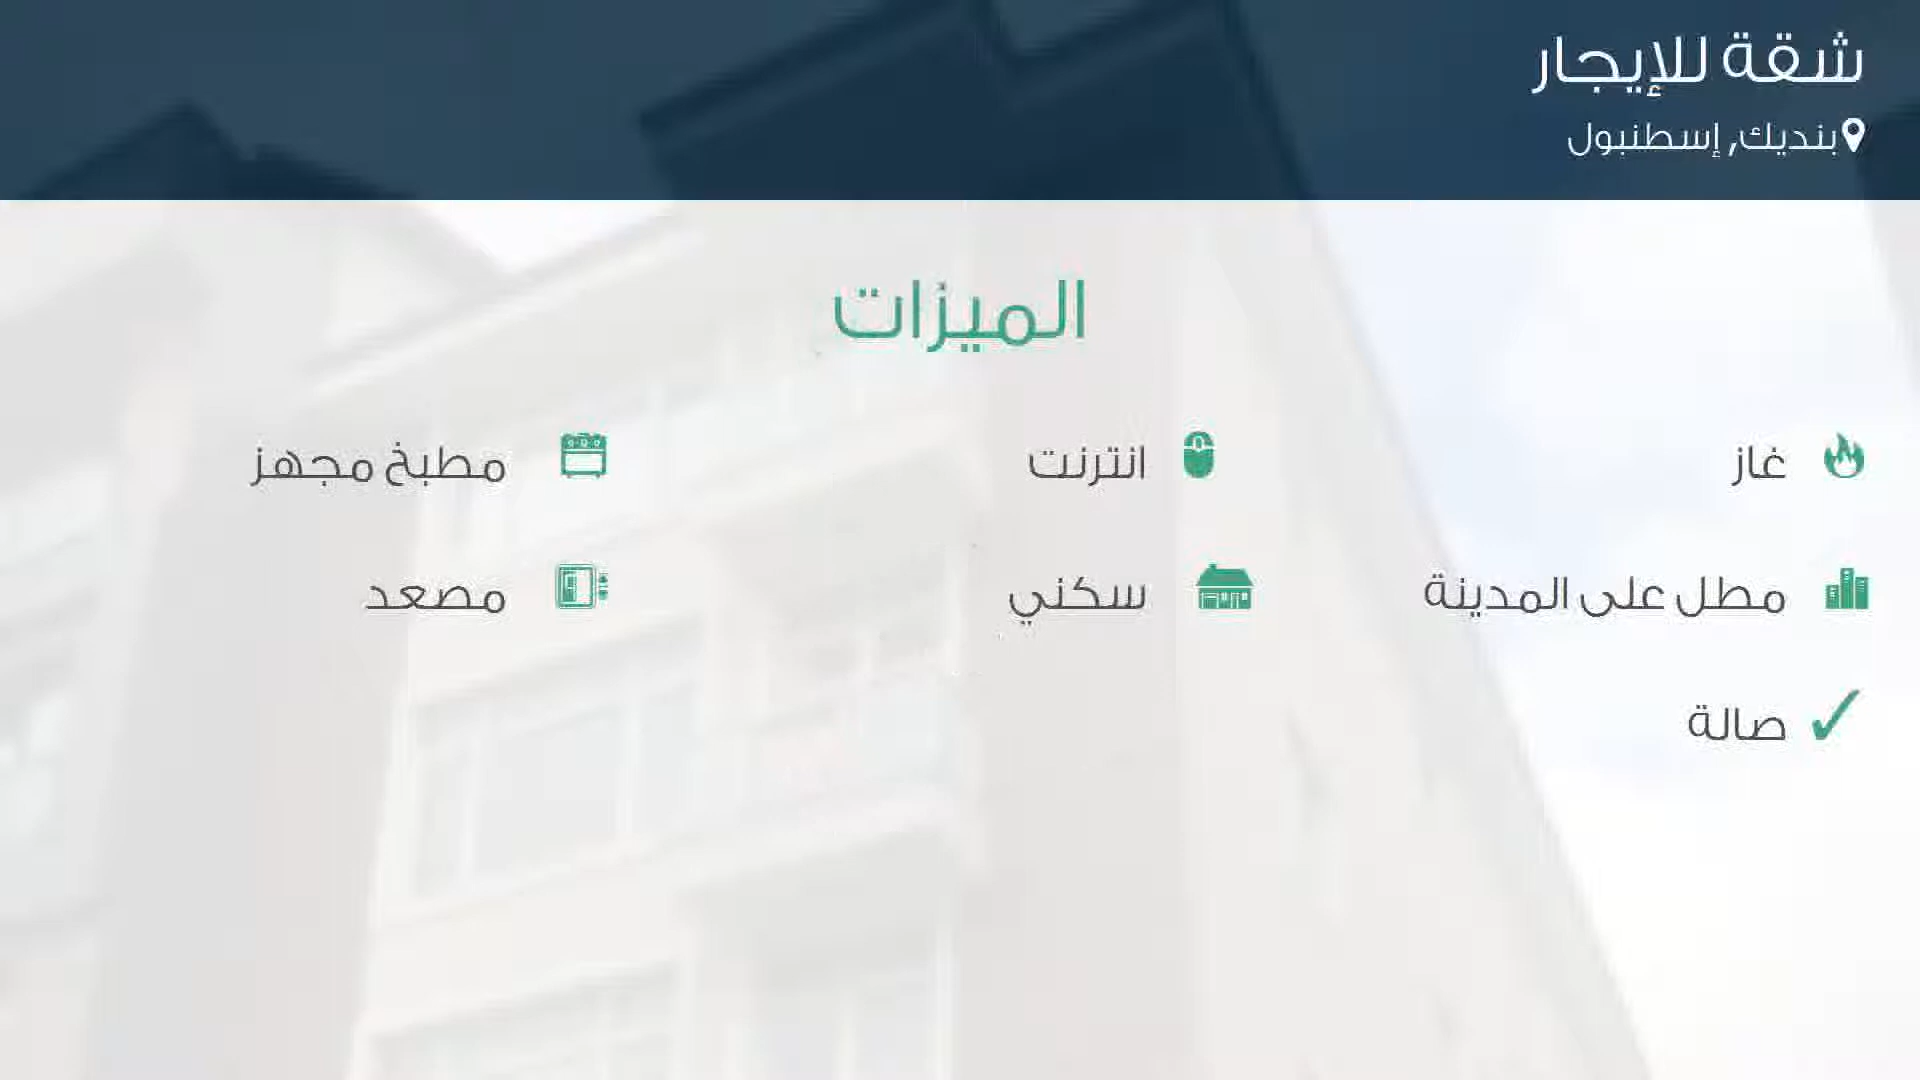 شقة للإيجار
بنديك, إسطنبول
الميزات
غاز
انترنت
مطبخ مجهز
مطل على المدينة
سكني
مصعد
صالة